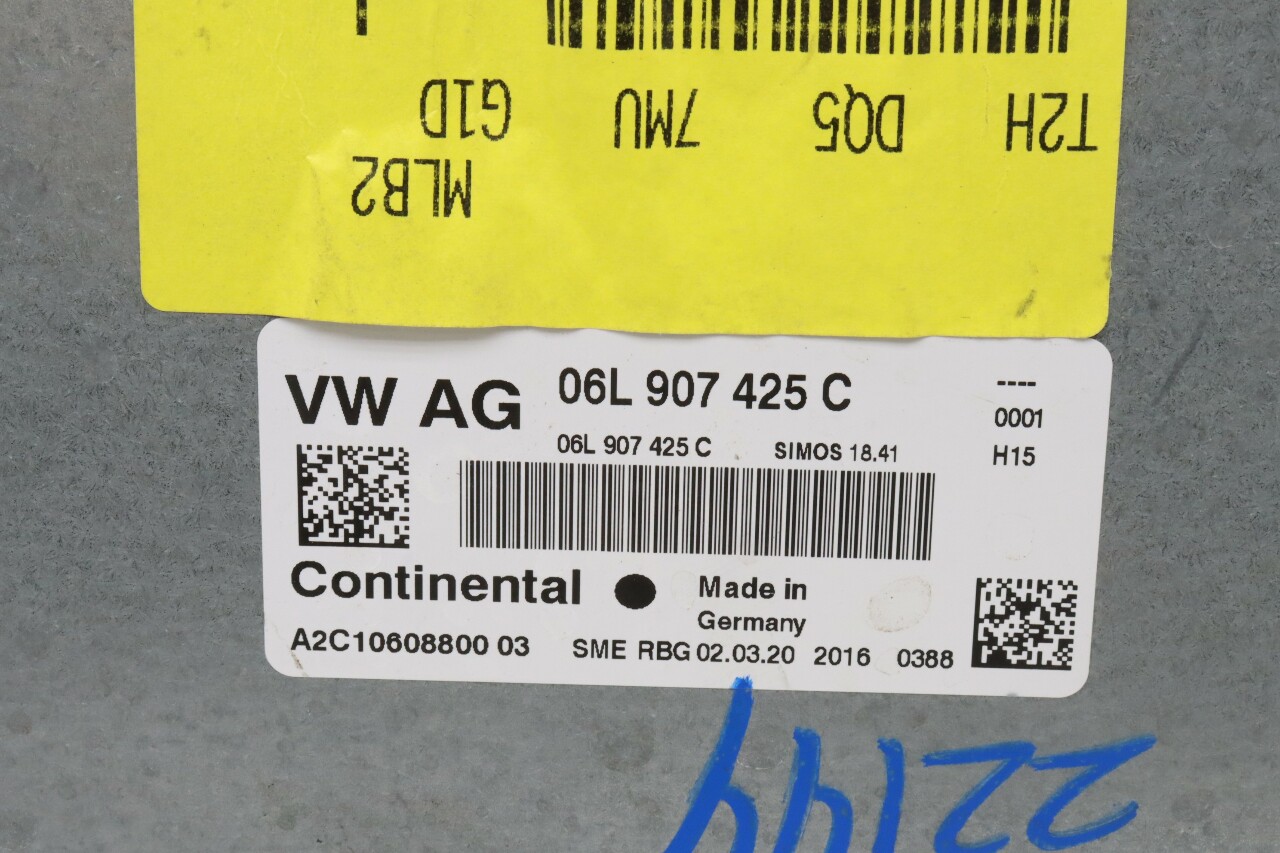 T2H DQ5 7MU G1D
MLB2
VW AG 06L 907 425 C ----
0001
06L 907 425 C SIMOS 18.41 H15
Continental Made in
Germany
A2C10608800 03 SME RBG 02.03.20 2016 0388
2214